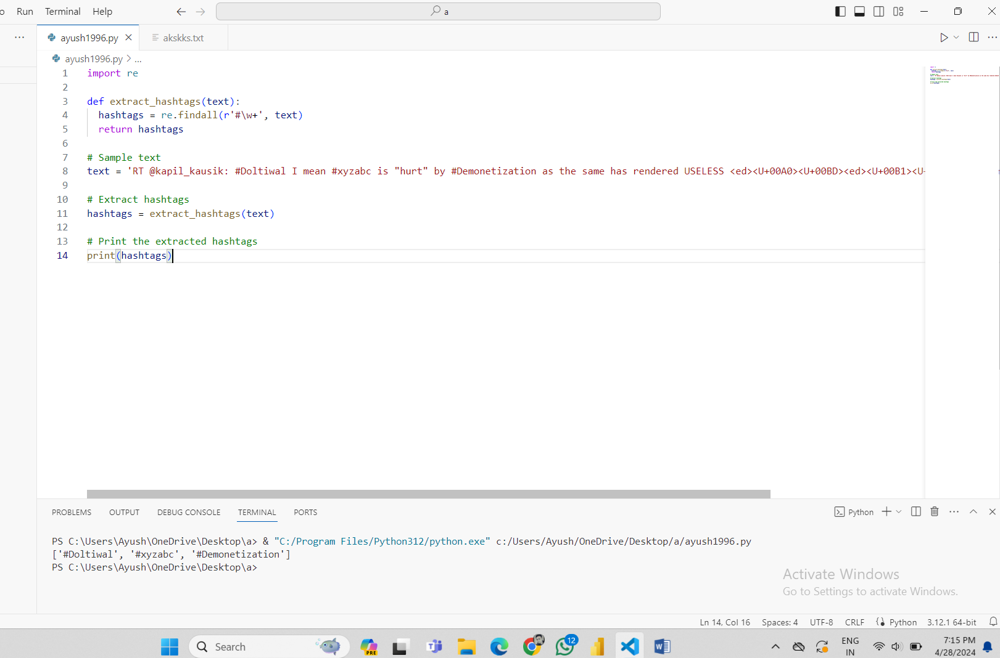 Run Terminal Help
a
ayush1996.py
akskks.txt
ayush1996.py > ...
1 import re
2
3 def extract_hashtags(text):
4 hashtags = re.findall(r'#\w+', text)
5 return hashtags
6
7 # Sample text
8 text = 'RT @kapil_kausik: #Doltiwal I mean #xyzabc is "hurt" by #Demonetization as the same has rendered USELESS <ed><U+00A0><U+00BD><ed><U+00B1><U-
9
10 # Extract hashtags
11 hashtags = extract_hashtags(text)
12
13 # Print the extracted hashtags
14 print(hashtags)
PROBLEMS OUTPUT DEBUG CONSOLE TERMINAL PORTS
Python
PS C:\Users\Ayush\OneDrive\Desktop\a> & "C:/Program Files/Python312/python.exe" c:/Users/Ayush/OneDrive/Desktop/a/ayush1996.py
['#Doltiwal', '#xyzabc', '#Demonetization']
PS C:\Users\Ayush\OneDrive\Desktop\a>
Activate Windows
Go to Settings to activate Windows.
Ln 14, Col 16 Spaces: 4 UTF-8 CRLF Python 3.12.1 64-bit
Search
PRE
12
ENG
IN
7:15 PM
4/28/2024